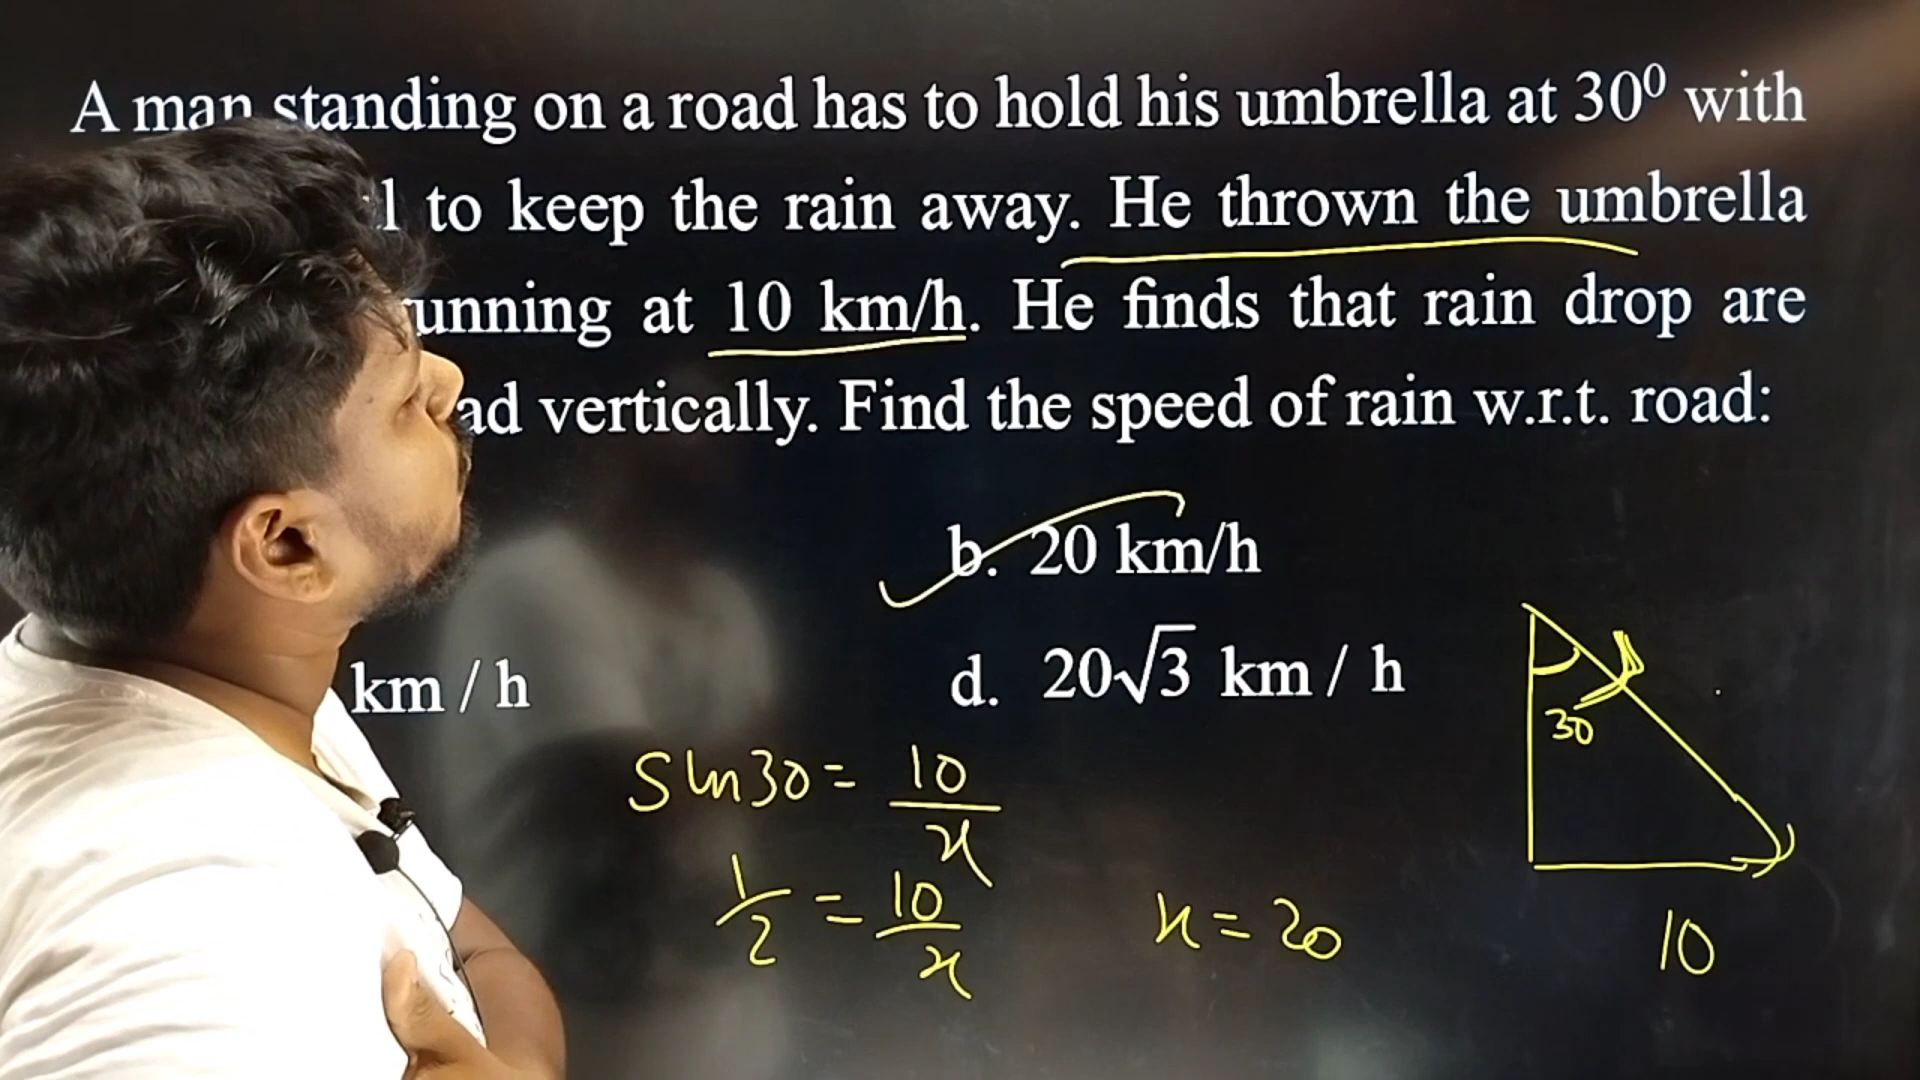 A man standing on a road has to hold his umbrella at 30⁰ with
to keep the rain away. He thrown the umbrella
unning at 10 km/h. He finds that rain drop are
ad vertically. Find the speed of rain w.r.t. road:
b. 20 km/h
km / h
d. 20√3 km / h
30
Sin30 = 10/x
1/2 = 10/x
x = 20
10